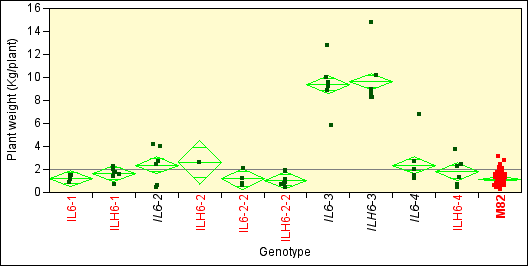 Plant weight (Kg/plant)
16
14
12
10
8
6
4
2
0
IL6-1
ILH6-1
IL6-2
ILH6-2
IL6-2-2
ILH6-2-2
IL6-3
ILH6-3
IL6-4
ILH6-4
M82
Genotype